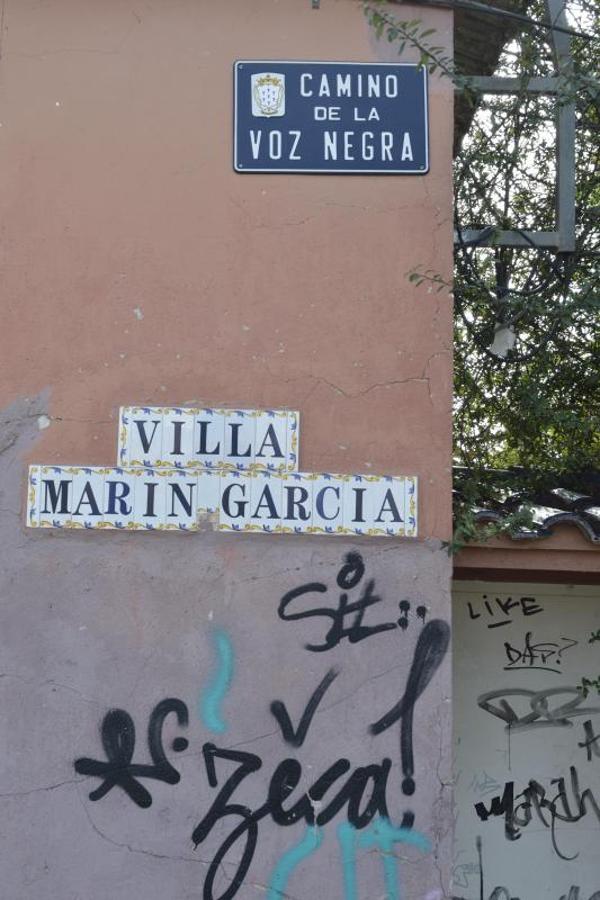 CAMINO
DE LA
VOZ NEGRA
VILLA
MARIN GARCIA
LIKE